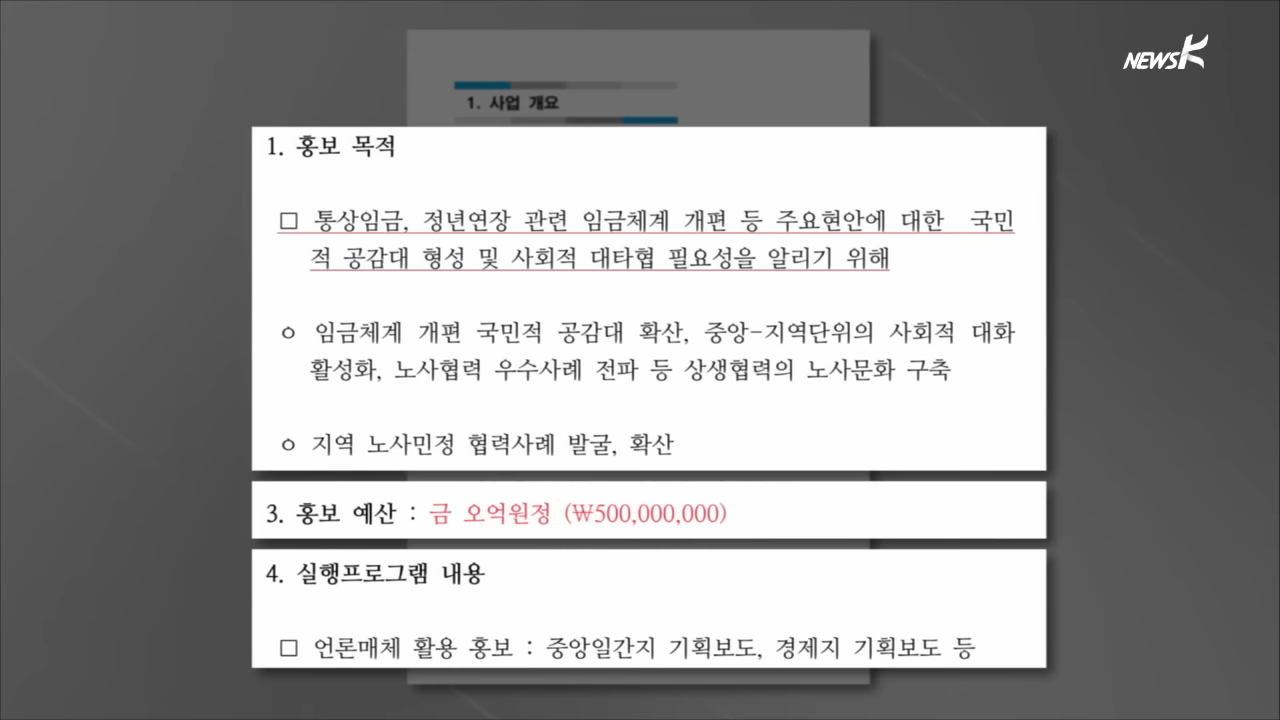 NEWSK
1. 사업 개요
1. 홍보 목적
□ 통상임금, 정년연장 관련 임금체계 개편 등 주요현안에 대한 국민
적 공감대 형성 및 사회적 대타협 필요성을 알리기 위해
ㅇ 임금체계 개편 국민적 공감대 확산, 중앙-지역단위의 사회적 대화
활성화, 노사협력 우수사례 전파 등 상생협력의 노사문화 구축
ㅇ 지역 노사민정 협력사례 발굴, 확산
3. 홍보 예산 : 금 오억원정 (₩500,000,000)
4. 실행프로그램 내용
□ 언론매체 활용 홍보 : 중앙일간지 기획보도, 경제지 기획보도 등